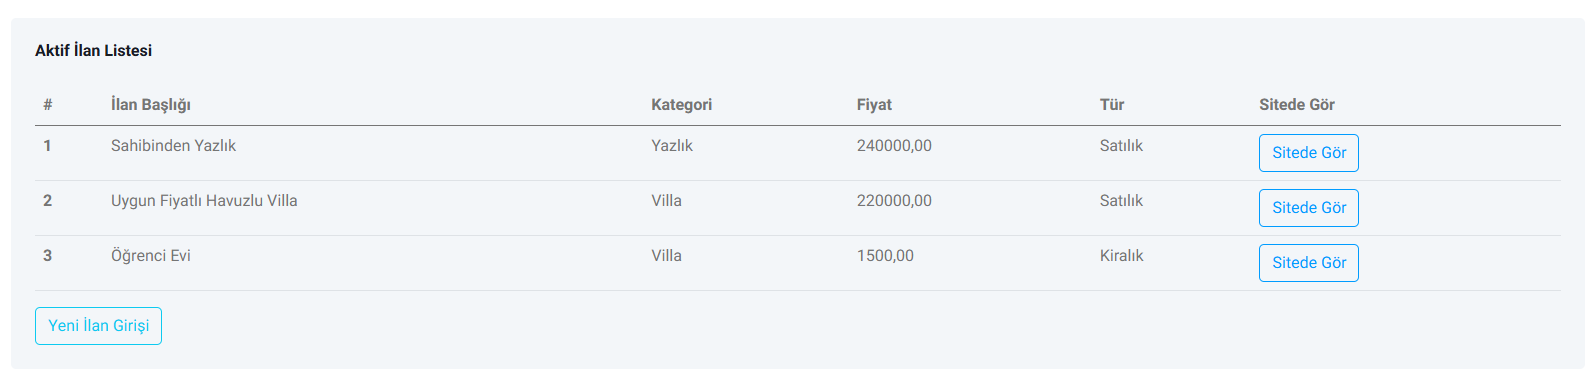 Aktif İlan Listesi
# İlan Başlığı Kategori Fiyat Tür Sitede Gör
1 Sahibinden Yazlık Yazlık 240000,00 Satılık Sitede Gör
2 Uygun Fiyatlı Havuzlu Villa Villa 220000,00 Satılık Sitede Gör
3 Öğrenci Evi Villa 1500,00 Kiralık Sitede Gör
Yeni İlan Girişi